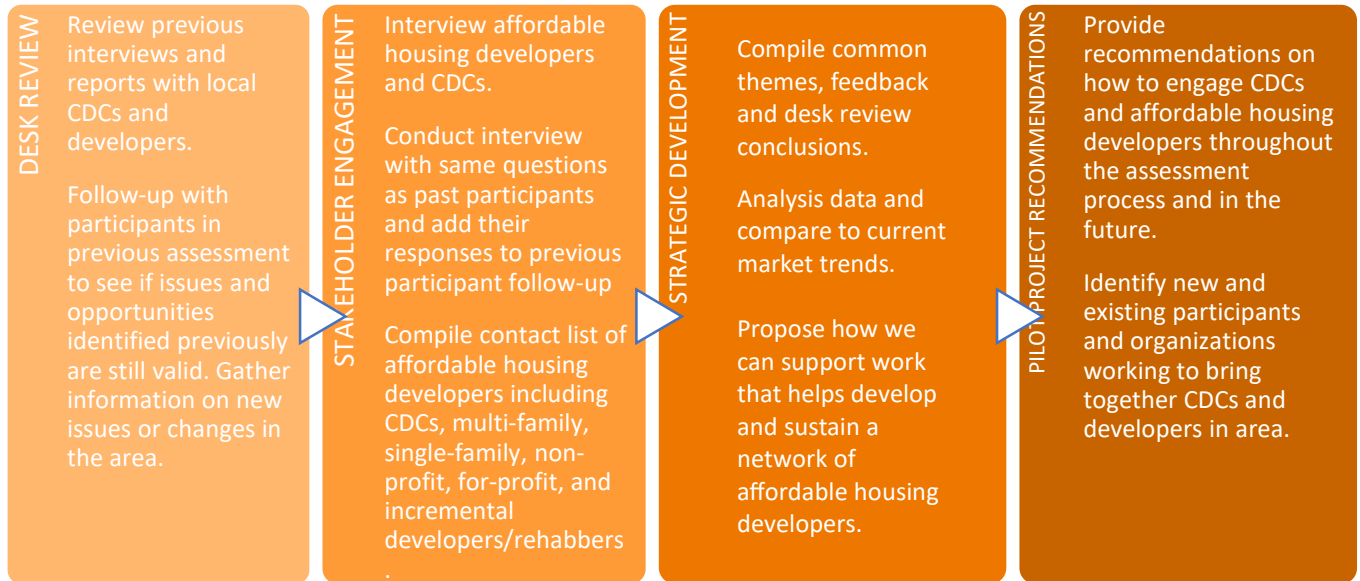 DESK REVIEW
Review previous
interviews and
reports with local
CDCs and
developers.
Follow-up with
participants in
previous assessment
to see if issues and
opportunities
identified previously
are still valid. Gather
information on new
issues or changes in
the area.
STAKEHOLDER ENGAGEMENT
Interview affordable
housing developers
and CDCs.
Conduct interview
with same questions
as past participants
and add their
responses to previous
participant follow-up
Compile contact list of
affordable housing
developers including
CDCs, multi-family,
single-family, non-
profit, for-profit, and
incremental
developers/rehabbers
.
STRATEGIC DEVELOPMENT
Compile common
themes, feedback
and desk review
conclusions.
Analysis data and
compare to current
market trends.
Propose how we
can support work
that helps develop
and sustain a
network of
affordable housing
developers.
PILOT PROJECT RECOMMENDATIONS
Provide
recommendations on
how to engage CDCs
and affordable housing
developers throughout
the assessment
process and in the
future.
Identify new and
existing participants
and organizations
working to bring
together CDCs and
developers in area.